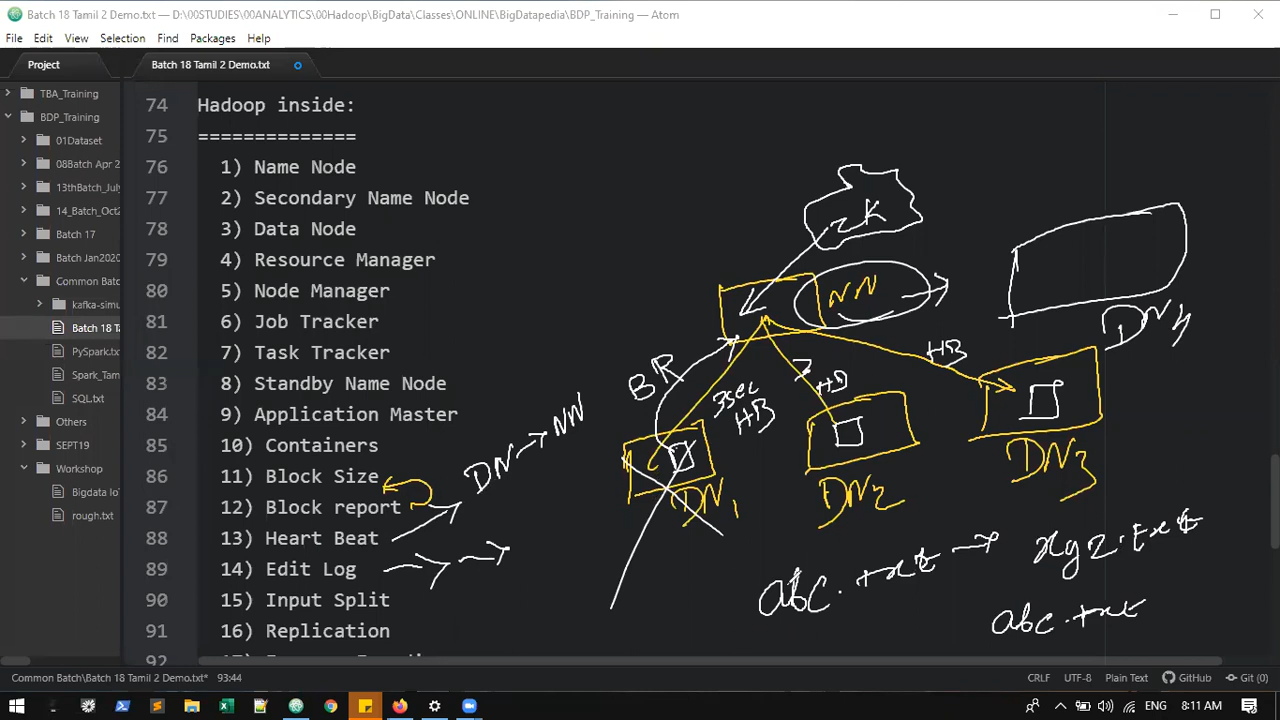 Batch 18 Tamil 2 Demo.txt — D:\00STUDIES\00ANALYTICS\00Hadoop\BigData\Classes\ONLINE\BigDatapedia\BDP_Training — Atom
File Edit View Selection Find Packages Help
Project
Batch 18 Tamil 2 Demo.txt
TBA_Training
BDP_Training
01Dataset
08Batch Apr 2
13thBatch_July
14_Batch_Oct2
Batch 17
Batch Jan2020
Common Batc
kafka-simu
Batch 18 Ta
PySpark.txt
Spark_Tam
SQL.txt
Others
SEPT19
Workshop
Bigdata Io
rough.txt
74 Hadoop inside:
75 ==============
76 1) Name Node
77 2) Secondary Name Node
78 3) Data Node
79 4) Resource Manager
80 5) Node Manager
81 6) Job Tracker
82 7) Task Tracker
83 8) Standby Name Node
84 9) Application Master
85 10) Containers
86 11) Block Size
87 12) Block report
88 13) Heart Beat
89 14) Edit Log
90 15) Input Split
91 16) Replication
92
ZK
NN
DN4
BR
3sec
HB
3
HB
HB
DN → NN
DN1
DN2
DN3
abc.txt → xyz.txt
abc.txt
Common Batch\Batch 18 Tamil 2 Demo.txt* 93:44
CRLF UTF-8 Plain Text GitHub Git (0)
ENG 8:11 AM